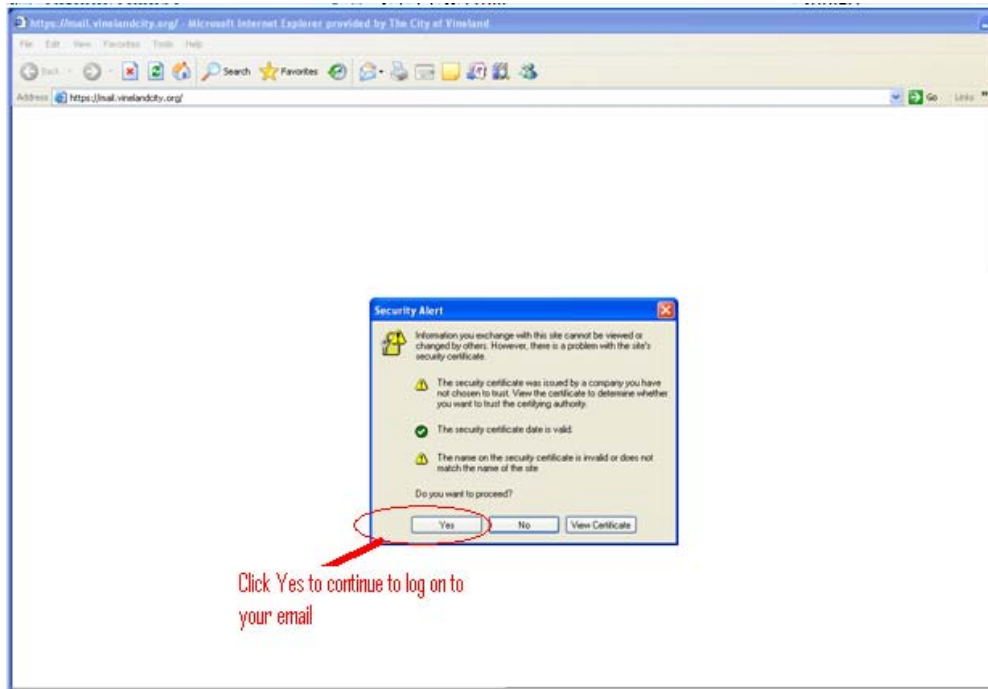 https://mail.vinelandcity.org/ - Microsoft Internet Explorer provided by The City of Vineland
File Edit View Favorites Tools Help
Back Search Favorites
Address https://mail.vinelandcity.org/ Go Links »
Security Alert
Information you exchange with this site cannot be viewed or
changed by others. However, there is a problem with the site's
security certificate.
The security certificate was issued by a company you have
not chosen to trust. View the certificate to determine whether
you want to trust the certifying authority.
The security certificate date is valid.
The name on the security certificate is invalid or does not
match the name of the site
Do you want to proceed?
Yes No View Certificate
Click Yes to continue to log on to
your email